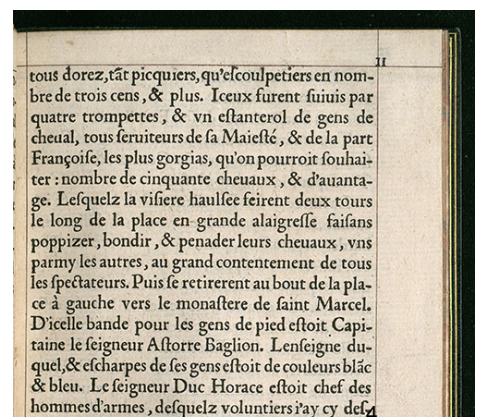 II
tous dorez,tãt picquiers, qu'eſcoulpetiers en nom-
bre de trois cens, & plus. Iceux furent ſuiuis par
quatre trompettes, & vn eſtanterol de gens de
cheual, tous ſeruiteurs de ſa Maieſté, & de la part
Françoiſe, les plus gorgias, qu'on pourroit ſouhai-
ter : nombre de cinquante cheuaux, & d'auanta-
ge. Leſquelz la viſiere haulſee feirent deux tours
le long de la place en grande alaigreſſe faiſans
poppizer, bondir, & penader leurs cheuaux, vns
parmy les autres, au grand contentement de tous
les ſpectateurs. Puis ſe retirerent au bout de la pla-
ce à gauche vers le monaſtere de ſaint Marcel.
D'icelle bande pour les gens de pied eſtoit Capi-
taine le ſeigneur Aſtorre Baglion. Lenſeigne du-
quel,& eſcharpes de ſes gens eſtoit de couleurs blãc
& bleu. Le ſeigneur Duc Horace eſtoit chef des
hommes d'armes, deſquelz voluntiers i'ay cy deſ-
4